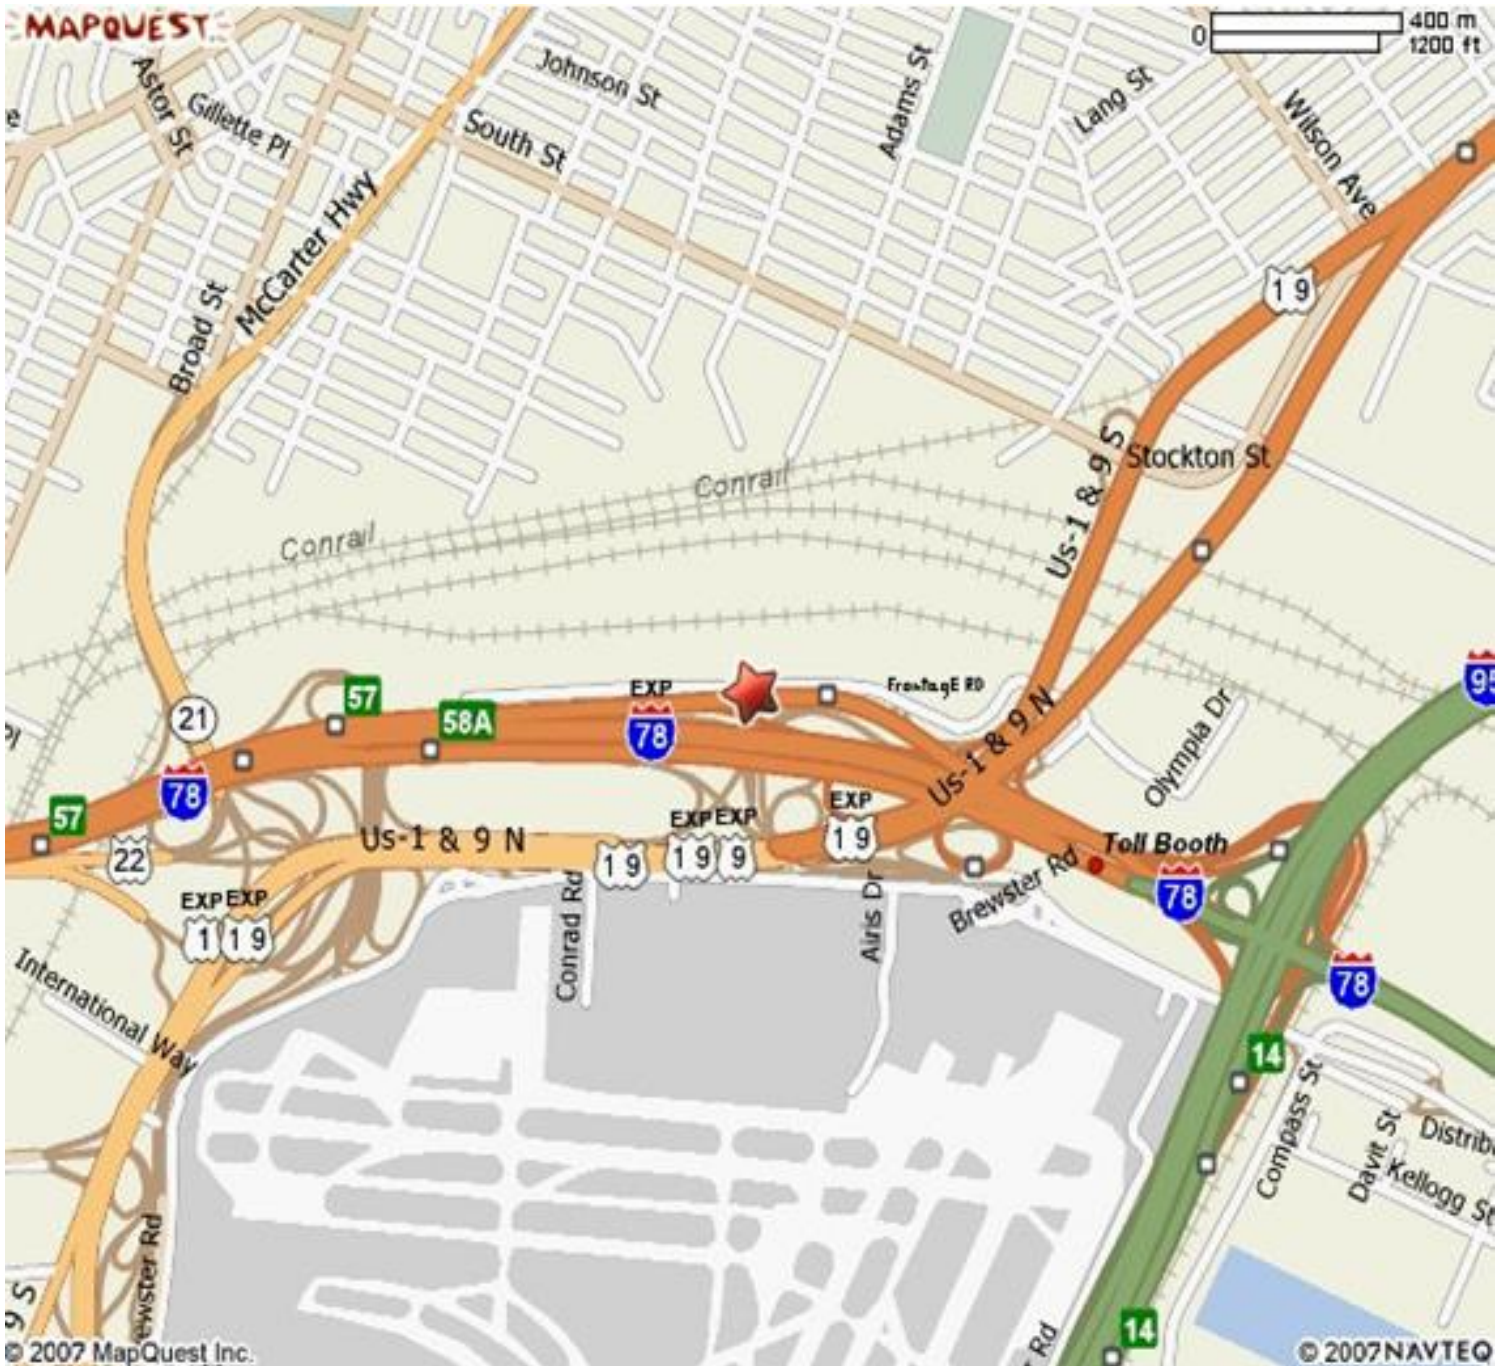 MAPQUEST
0
400 m
1200 ft
Astor St
Gillette Pl
Johnson St
South St
Adams St
Lang St
Wilson Ave
McCarter Hwy
Broad St
1 9
Stockton St
Us-1 & 9 S
Conrail
Conrail
95
57
58A
EXP
78
FrontagE RD
21
Us-1 & 9 N
Olympia Dr
78
57
22
Us-1 & 9 N
1 9
EXP
1 9
EXP
9
EXP
1 9
Toll Booth
Brewster Rd
78
EXP
1
EXP
1 9
Conrad Rd
Airis Dr
78
International Way
14
Compass St
Davit St
Distrib
Kellogg St
ewster Rd
9 S
14
Rd
© 2007 MapQuest Inc.
© 2007 NAVTEQ